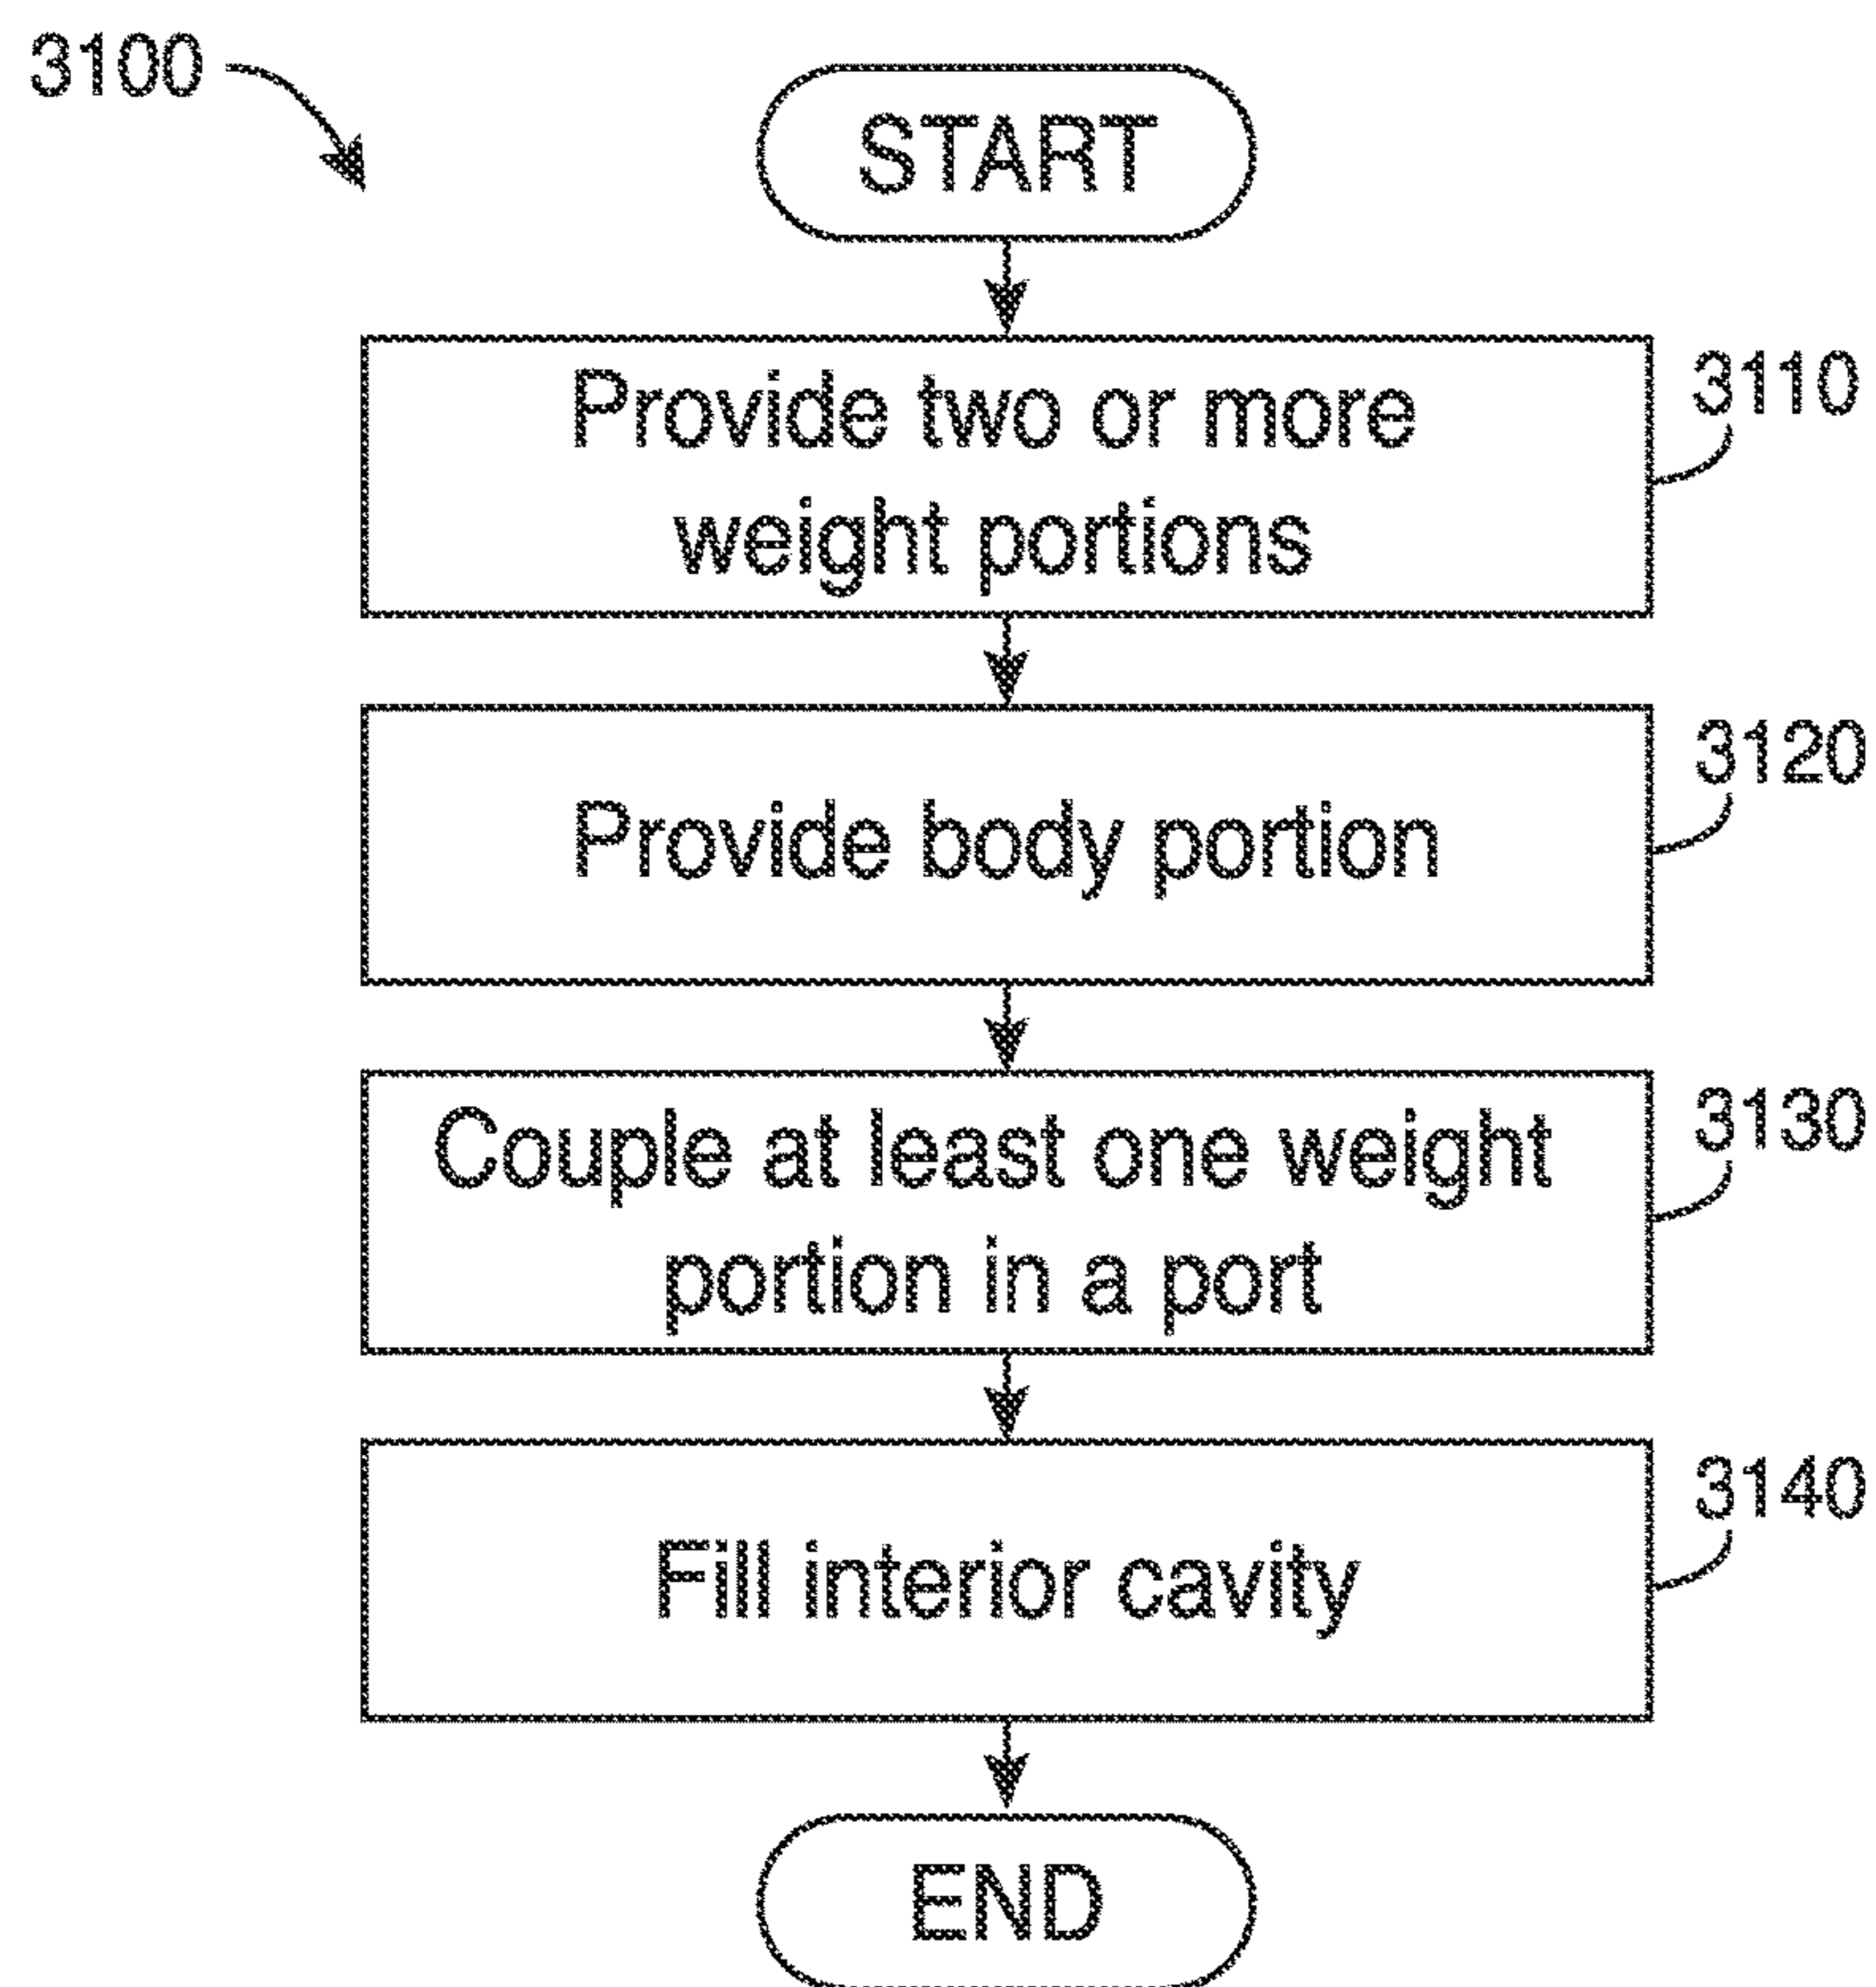 3100
START
Provide two or more
weight portions
3110
Provide body portion
3120
Couple at least one weight
portion in a port
3130
Fill interior cavity
3140
END